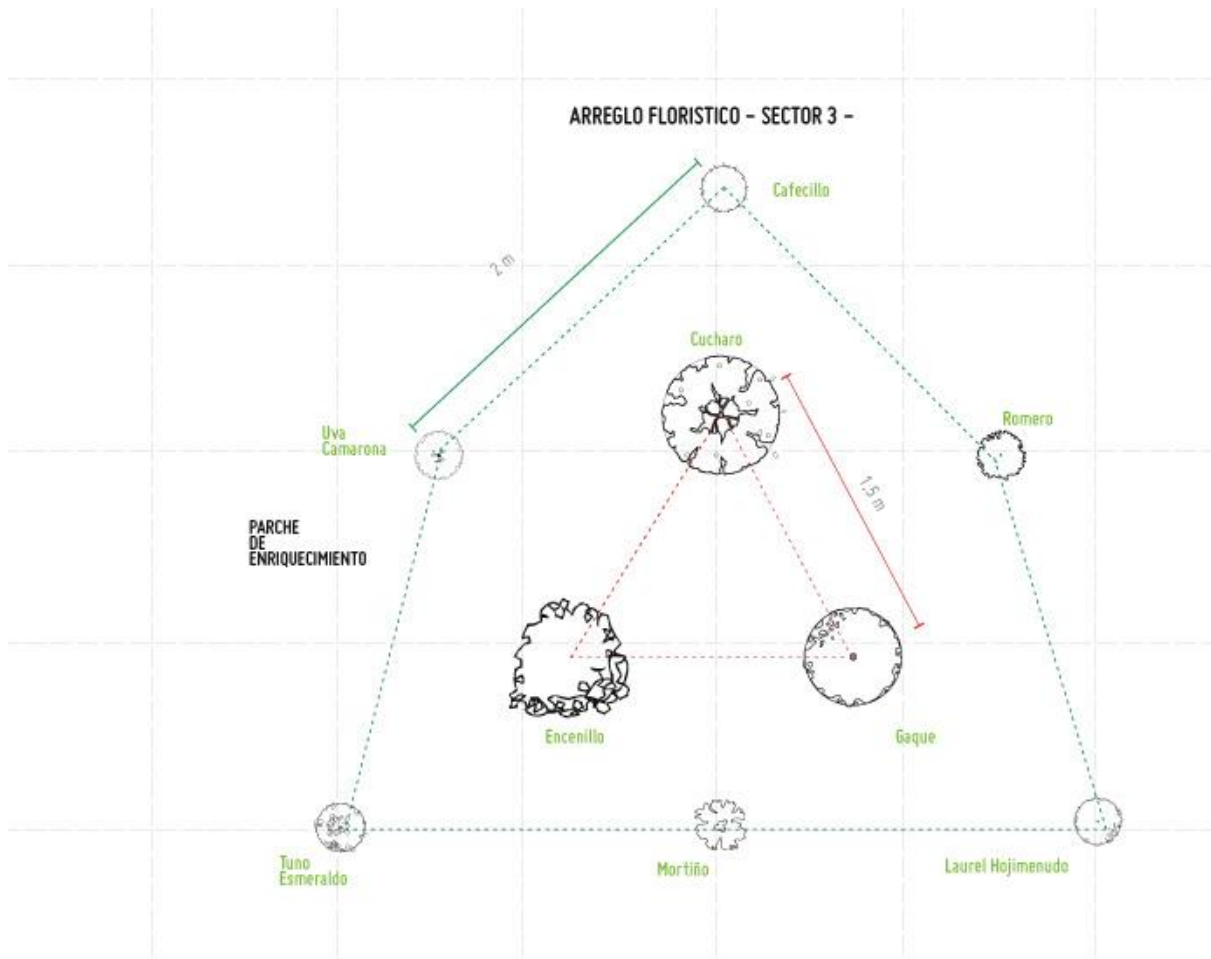 ARREGLO FLORISTICO - SECTOR 3 -
Cafecillo
2 m
Cucharo
Romero
Uva
Camarona
1,5 m
PARCHE
DE
ENRIQUECIMIENTO
Encenillo
Gaque
Tuno
Esmeraldo
Mortiño
Laurel Hojimenudo